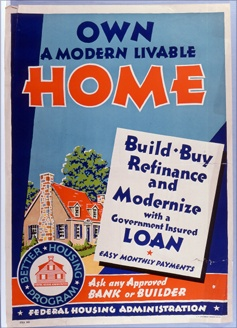 OWN
A MODERN LIVABLE
HOME
Build·Buy
Refinance
and
Modernize
with a
Government Insured
LOAN
EASY MONTHLY PAYMENTS
BETTER HOUSING
PROGRAM
Ask any Approved
BANK or BUILDER
FEDERAL HOUSING ADMINISTRATION